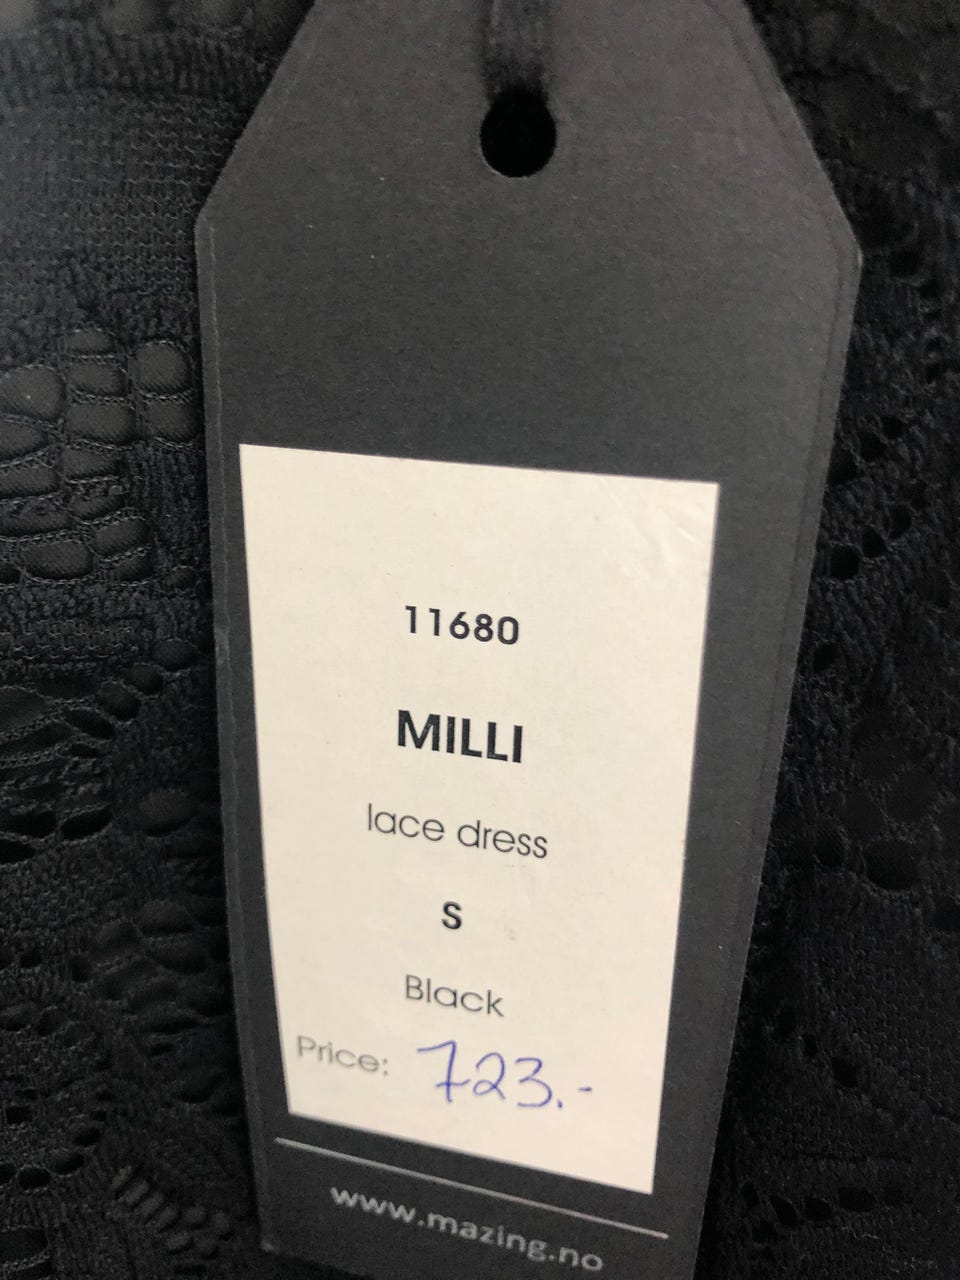 11680
MILLI
lace dress
S
Black
Price: 723.-
www.mazing.no